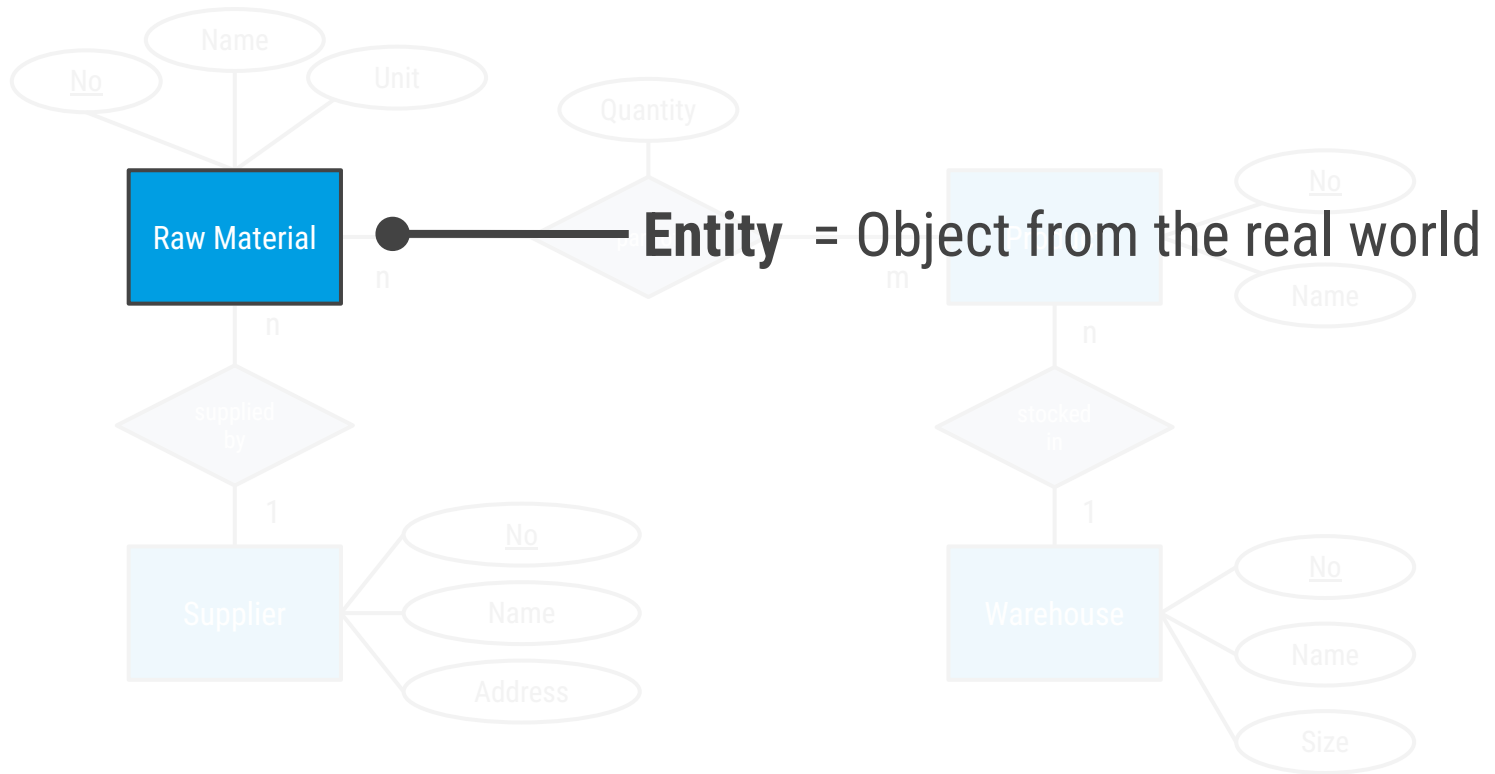 Name
No
Unit
Quantity
Raw Material
Entity = Object from the real world
No
n
m
Name
n
n
supplied
by
stocked
in
1
1
No
No
Supplier
Name
Warehouse
Name
Address
Size